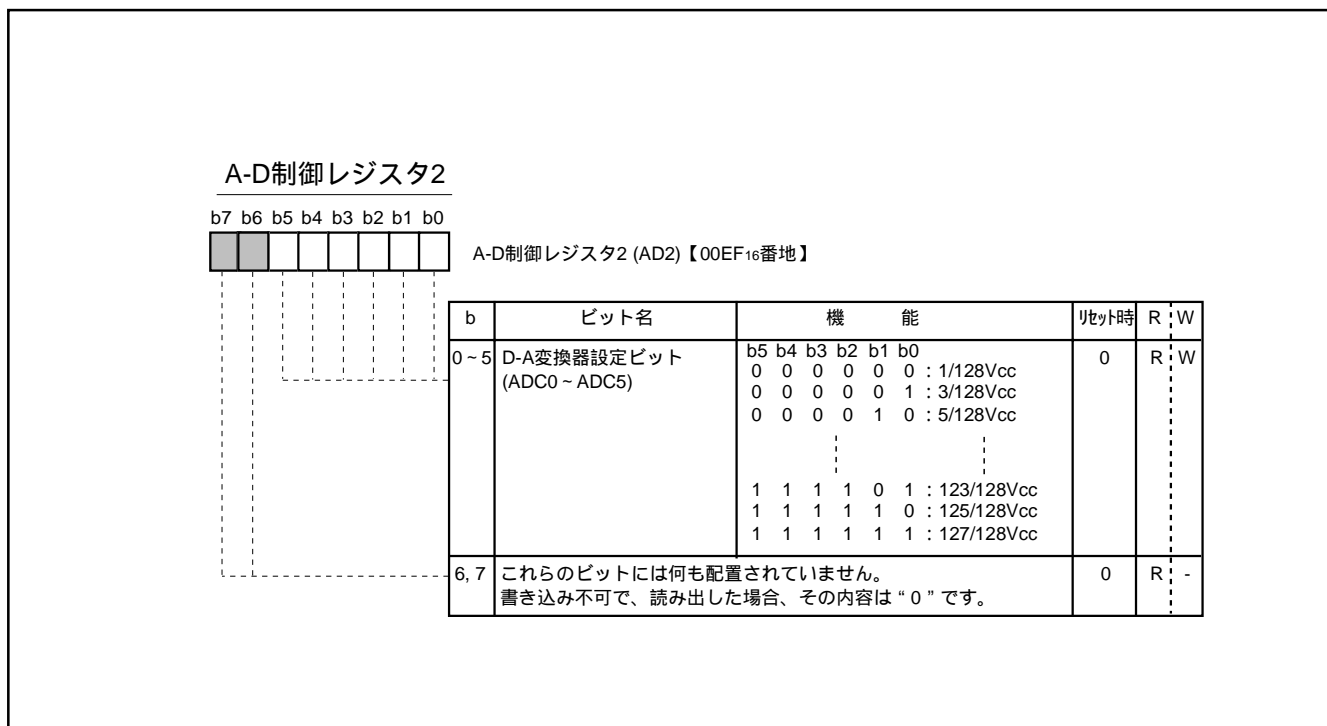 A-D制御レジスタ2
b7 b6 b5 b4 b3 b2 b1 b0
A-D制御レジスタ2 (AD2)【00EF16番地】
b ビット名 機 能 リセット時 R W
0 ~ 5 D-A変換器設定ビット (ADC0 ~ ADC5) 0 R W
b5 b4 b3 b2 b1 b0
0 0 0 0 0 0 : 1/128Vcc
0 0 0 0 0 1 : 3/128Vcc
0 0 0 0 1 0 : 5/128Vcc
1 1 1 1 0 1 : 123/128Vcc
1 1 1 1 1 0 : 125/128Vcc
1 1 1 1 1 1 : 127/128Vcc
6, 7 これらのビットには何も配置されていません。 0 R -
書き込み不可で、読み出した場合、その内容は“0”です。